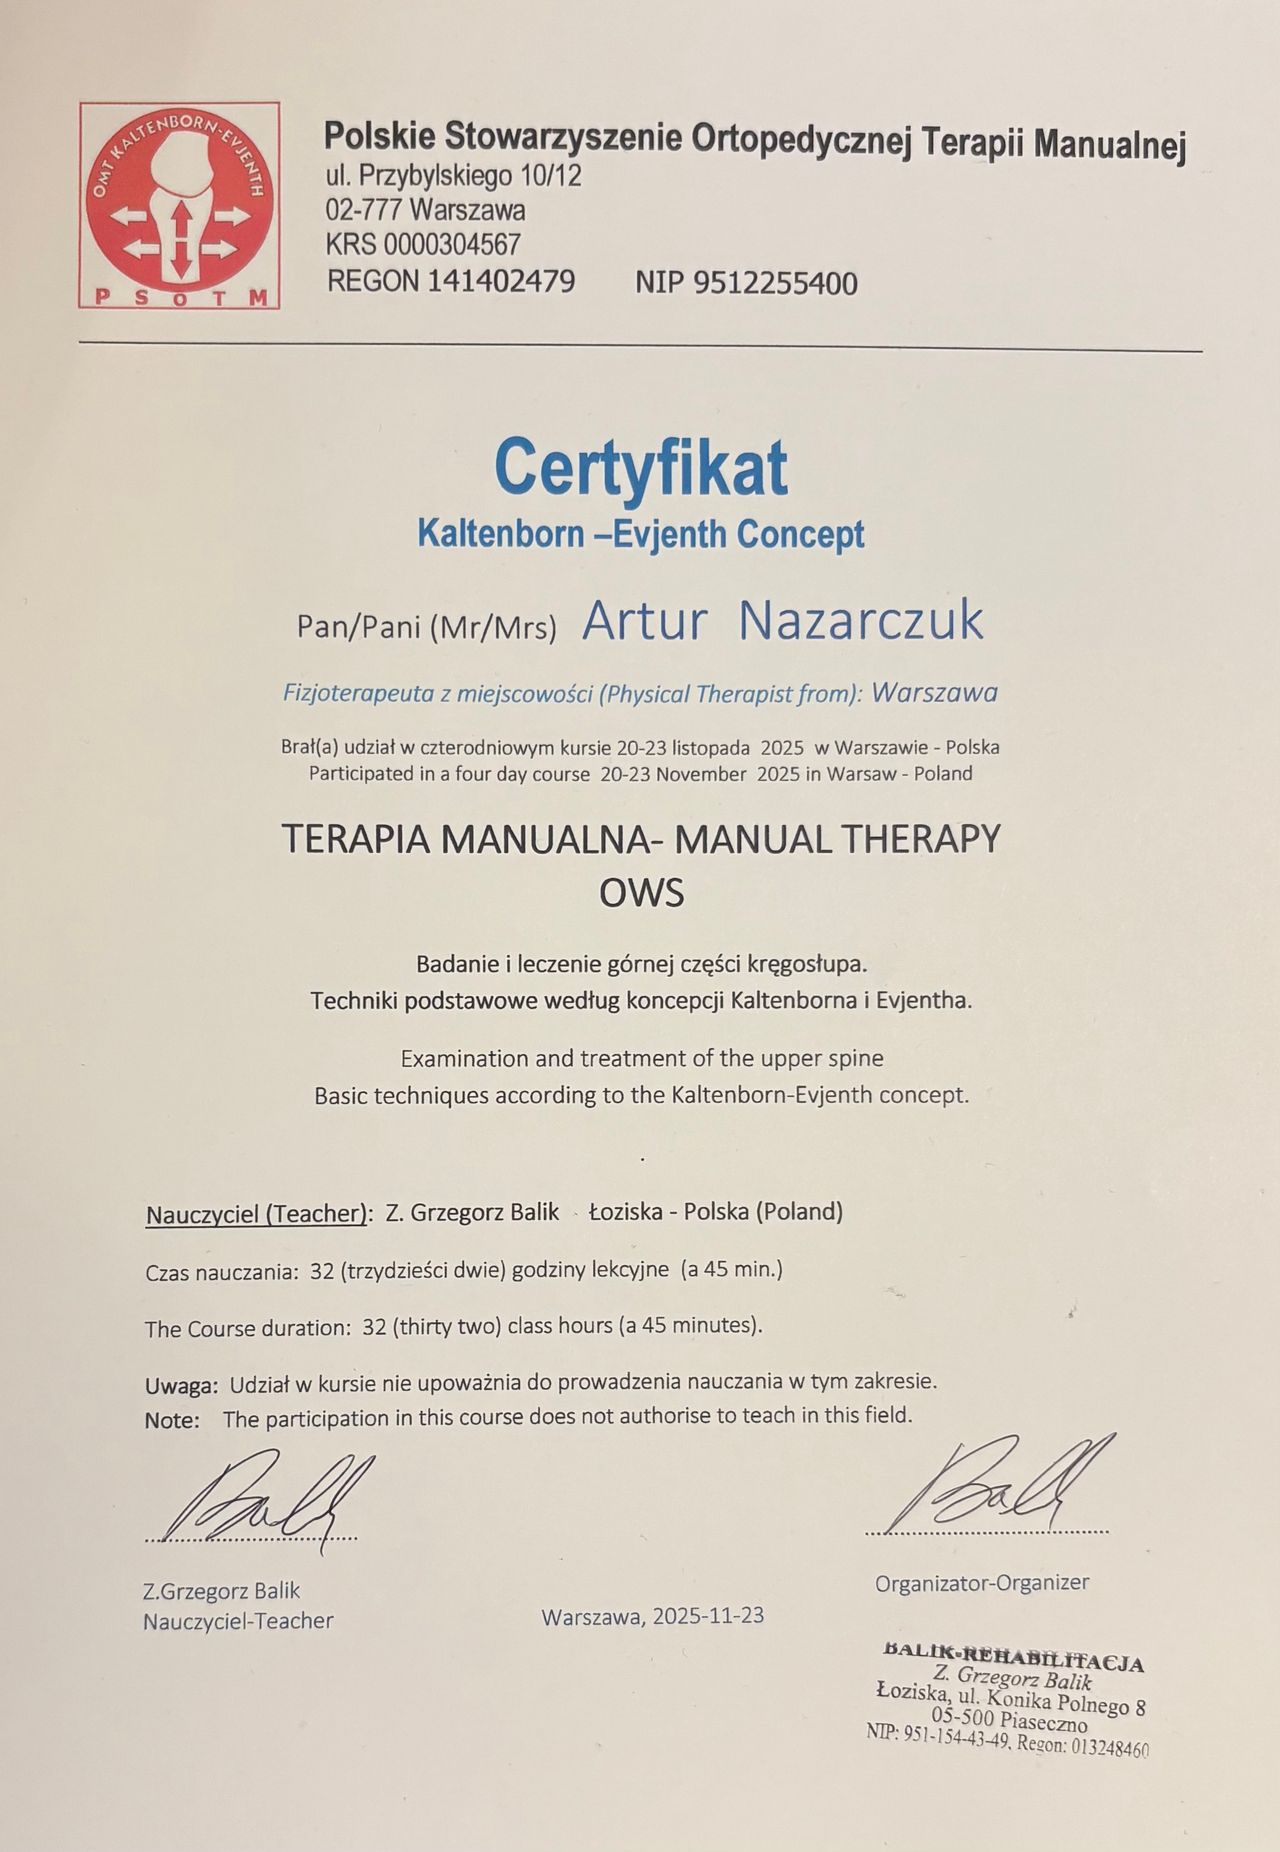 OMT KALTENBORN-EVJENTH
P S O T M
Polskie Stowarzyszenie Ortopedycznej Terapii Manualnej
ul. Przybylskiego 10/12
02-777 Warszawa
KRS 0000304567
REGON 141402479 NIP 9512255400
Certyfikat
Kaltenborn –Evjenth Concept
Pan/Pani (Mr/Mrs) Artur Nazarczuk
Fizjoterapeuta z miejscowości (Physical Therapist from): Warszawa
Brał(a) udział w czterodniowym kursie 20-23 listopada 2025 w Warszawie - Polska
Participated in a four day course 20-23 November 2025 in Warsaw - Poland
TERAPIA MANUALNA- MANUAL THERAPY
OWS
Badanie i leczenie górnej części kręgosłupa.
Techniki podstawowe według koncepcji Kaltenborna i Evjentha.
Examination and treatment of the upper spine
Basic techniques according to the Kaltenborn-Evjenth concept.
.
Nauczyciel (Teacher): Z. Grzegorz Balik - Łoziska - Polska (Poland)
Czas nauczania: 32 (trzydzieści dwie) godziny lekcyjne (a 45 min.)
The Course duration: 32 (thirty two) class hours (a 45 minutes).
Uwaga: Udział w kursie nie upoważnia do prowadzenia nauczania w tym zakresie.
Note: The participation in this course does not authorise to teach in this field.
Balik
Balik
Z.Grzegorz Balik
Nauczyciel-Teacher
Warszawa, 2025-11-23
Organizator-Organizer
BALIK-REHABILITACJA
Z. Grzegorz Balik
Łoziska, ul. Konika Polnego 8
05-500 Piaseczno
NIP: 951-154-43-49, Regon: 013248460